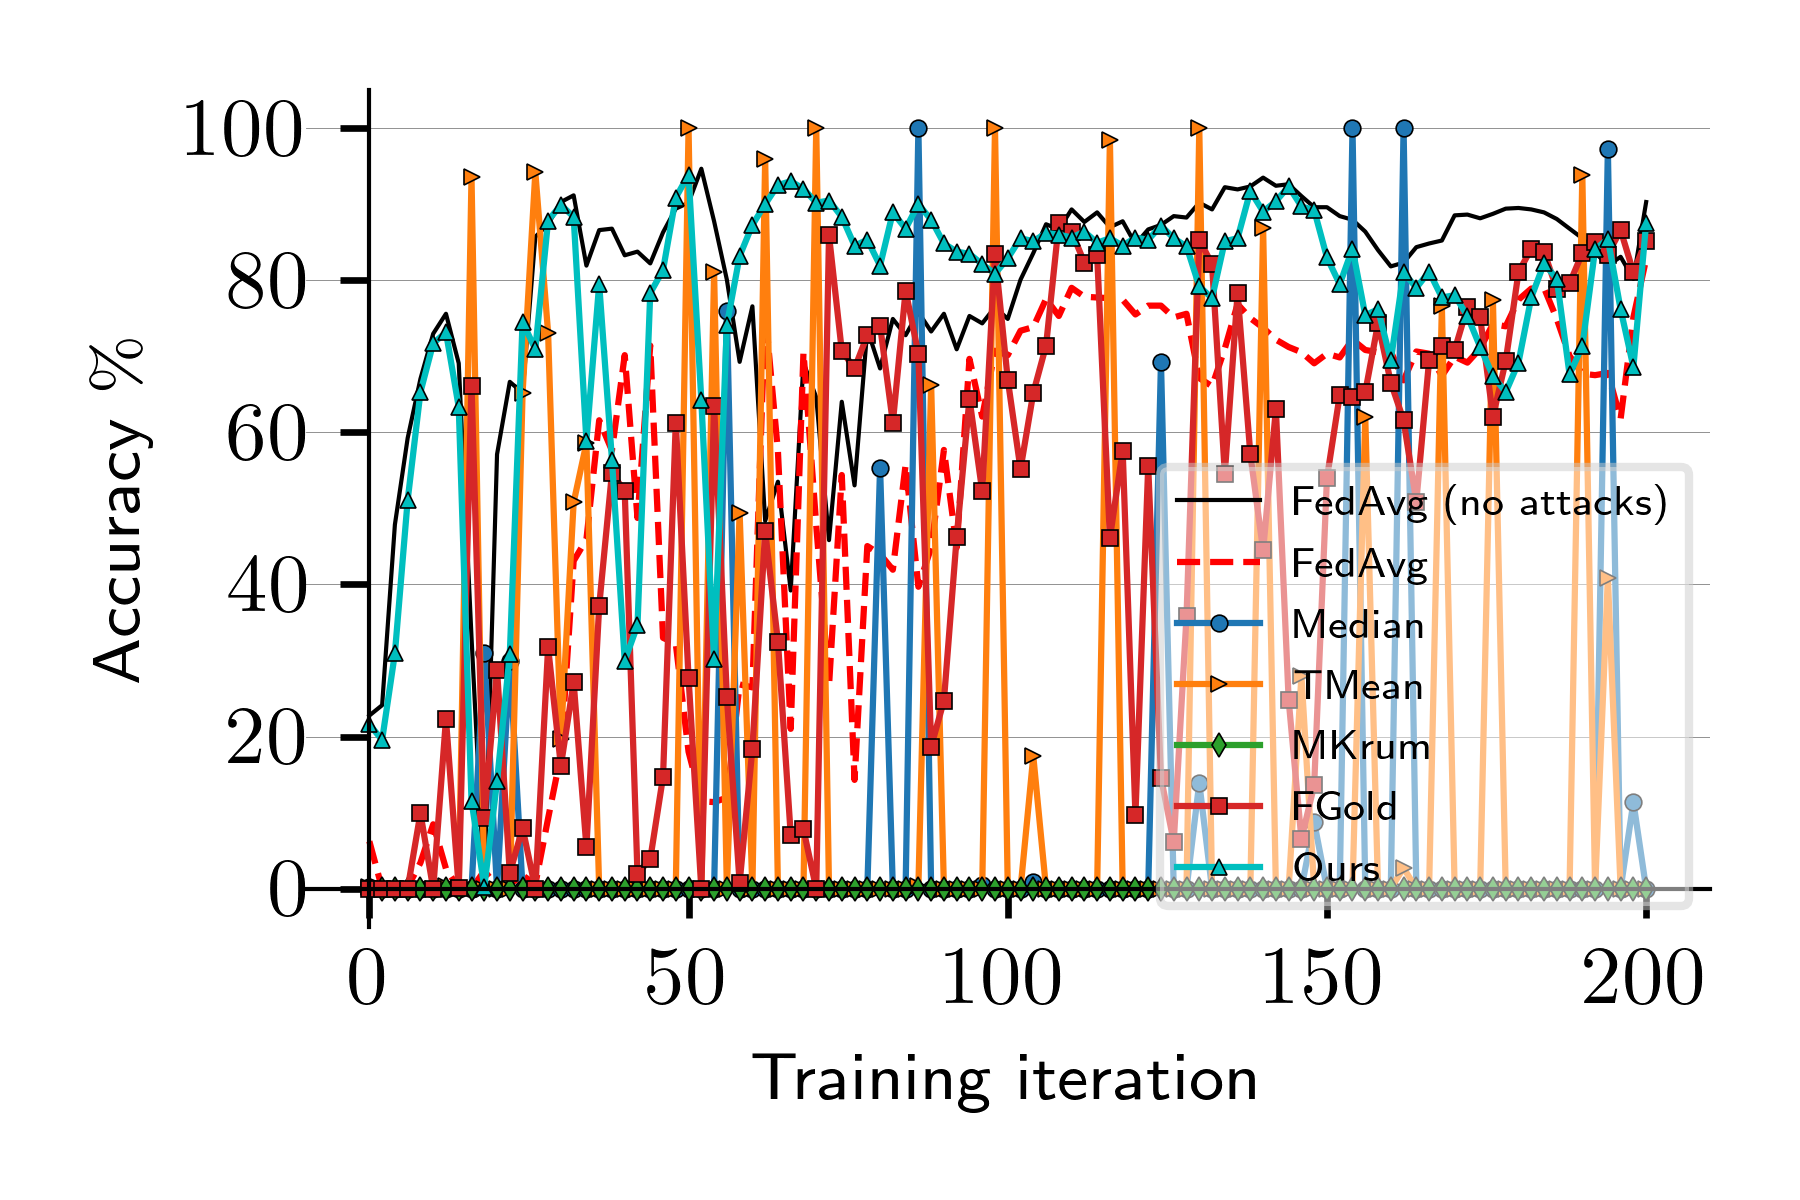 100
80
60
40
20
0
Accuracy %
0 50 100 150 200
Training iteration
FedAvg (no attacks)
FedAvg
Median
TMean
MKrum
FGold
Ours